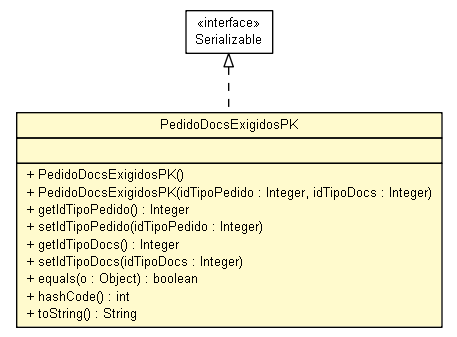 «interface»
Serializable
PedidoDocsExigidosPK
+ PedidoDocsExigidosPK()
+ PedidoDocsExigidosPK(idTipoPedido : Integer, idTipoDocs : Integer)
+ getIdTipoPedido() : Integer
+ setIdTipoPedido(idTipoPedido : Integer)
+ getIdTipoDocs() : Integer
+ setIdTipoDocs(idTipoDocs : Integer)
+ equals(o : Object) : boolean
+ hashCode() : int
+ toString() : String